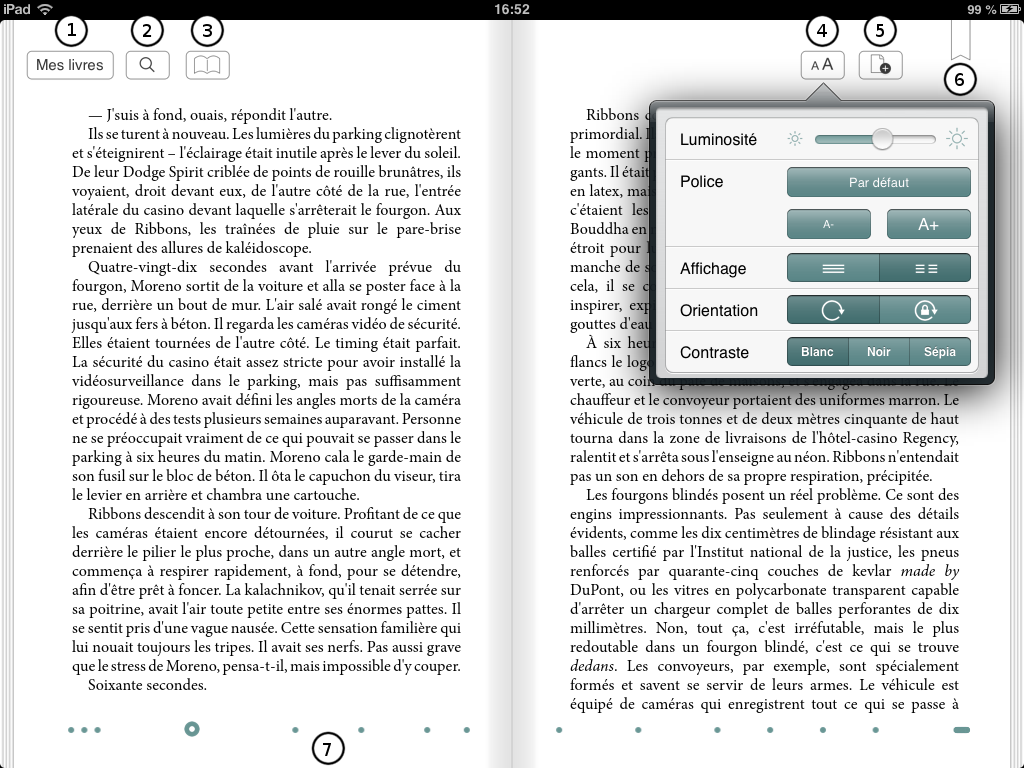 iPad 16:52 99 %
1 2 3 4 5
Mes livres AA
6
— J'suis à fond, ouais, répondit l'autre.
Ils se turent à nouveau. Les lumières du parking clignotèrent
et s'éteignirent – l'éclairage était inutile après le lever du soleil.
De leur Dodge Spirit criblée de points de rouille brunâtres, ils
voyaient, droit devant eux, de l'autre côté de la rue, l'entrée
latérale du casino devant laquelle s'arrêterait le fourgon. Aux
yeux de Ribbons, les traînées de pluie sur le pare-brise
prenaient des allures de kaléidoscope.
Quatre-vingt-dix secondes avant l'arrivée prévue du
fourgon, Moreno sortit de la voiture et alla se poster face à la
rue, derrière un bout de mur. L'air salé avait rongé le ciment
jusqu'aux fers à béton. Il regarda les caméras vidéo de sécurité.
Elles étaient tournées de l'autre côté. Le timing était parfait.
La sécurité du casino était assez stricte pour avoir installé la
vidéosurveillance dans le parking, mais pas suffisamment
rigoureuse. Moreno avait défini les angles morts de la caméra
et procédé à des tests plusieurs semaines auparavant. Personne
ne se préoccupait vraiment de ce qui pouvait se passer dans le
parking à six heures du matin. Moreno cala le garde-main de
son fusil sur le bloc de béton. Il ôta le capuchon du viseur, tira
le levier en arrière et chambra une cartouche.
Ribbons descendit à son tour de voiture. Profitant de ce que
les caméras étaient encore détournées, il courut se cacher
derrière le pilier le plus proche, dans un autre angle mort, et
commença à respirer rapidement, à fond, pour se détendre,
afin d'être prêt à foncer. La kalachnikov, qu'il tenait serrée sur
sa poitrine, avait l'air toute petite entre ses énormes pattes. Il
se sentit pris d'une vague nausée. Cette sensation familière qui
lui nouait toujours les tripes. Il avait ses nerfs. Pas aussi grave
que le stress de Moreno, pensa-t-il, mais impossible d'y couper.
Soixante secondes.
7
Ribbons
primordial.
le moment
gants. Il était
en latex, mai
c'étaient les
Bouddha en
étroit pour
manche de
cela, il se
inspirer, exp
gouttes d'eau
À six heu
flancs le logo
verte, au coin
Luminosité
Police Par défaut
A- A+
Affichage
Orientation
Contraste Blanc Noir Sépia
chauffeur et le convoyeur portaient des uniformes marron. Le
véhicule de trois tonnes et de deux mètres cinquante de haut
tourna dans la zone de livraisons de l'hôtel-casino Regency,
ralentit et s'arrêta sous l'enseigne au néon. Ribbons n'entendait
pas un son en dehors de sa propre respiration, précipitée.
Les fourgons blindés posent un réel problème. Ce sont des
engins impressionnants. Pas seulement à cause des détails
évidents, comme les dix centimètres de blindage résistant aux
balles certifié par l'Institut national de la justice, les pneus
renforcés par quarante-cinq couches de kevlar made by
DuPont, ou les vitres en polycarbonate transparent capable
d'arrêter un chargeur complet de balles perforantes de dix
millimètres. Non, tout ça, c'est irréfutable, mais le plus
redoutable dans un fourgon blindé, c'est ce qui se trouve
dedans. Les convoyeurs, par exemple, sont spécialement
formés et savent se servir de leurs armes. Le véhicule est
équipé de caméras qui enregistrent tout ce qui se passe à